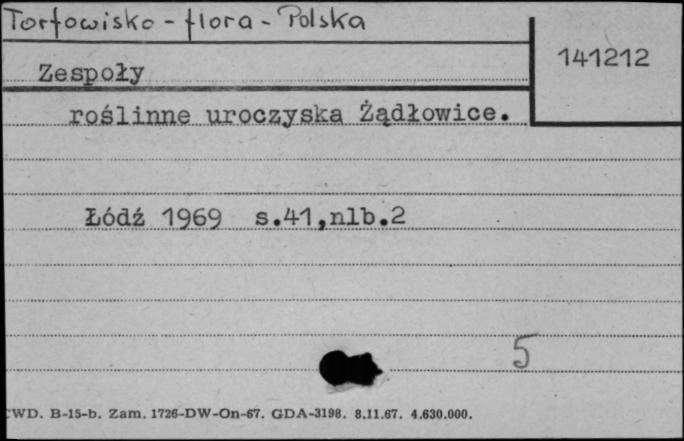 Torfowisko - flora - Polska
141212
Zespoły
roślinne uroczyska Żądłowice.
Łódź 1969 s.41,nlb.2
5
WD. B-15-b. Zam. 1726-DW-On-67. GDA-3198. 8.11.67. 4.630.000.